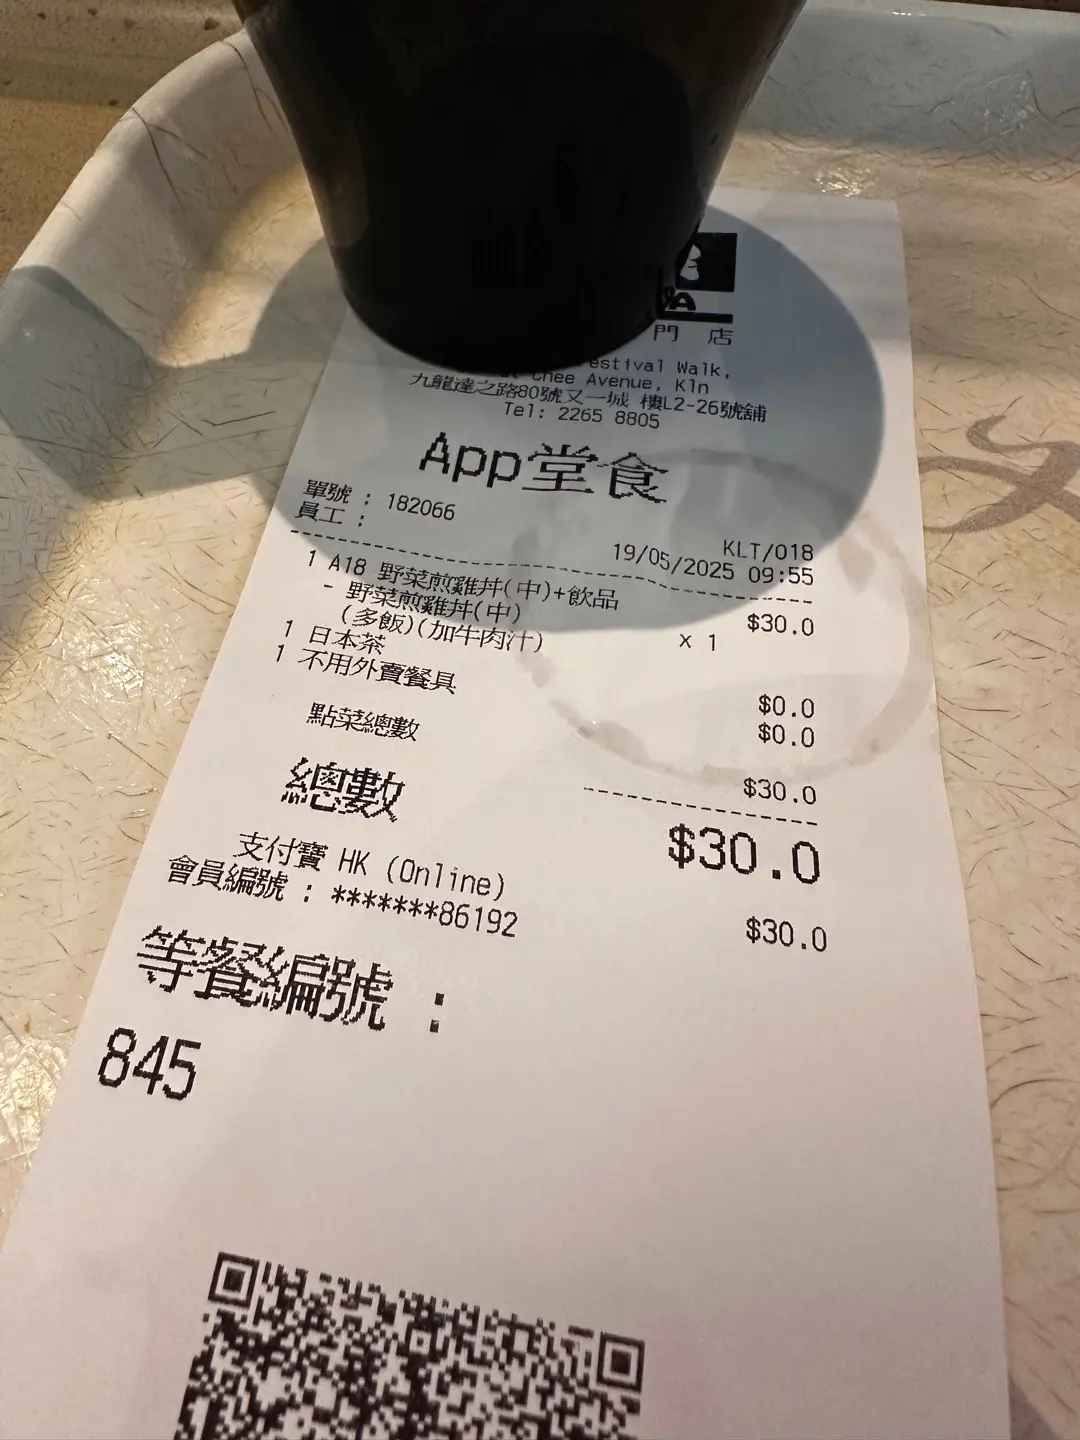 門 店
estival Walk,
Chee Avenue, Kln
九龍達之路80號又一城 樓L2-26號舖
Tel: 2265 8805
App堂食
單號 : 182066
員工 :
KLT/018
19/05/2025 09:55
1 A18 野菜煎雞丼(中)+飲品 $30.0
- 野菜煎雞丼(中) x 1
(多飯)(加牛肉汁)
1 日本茶 $0.0
1 不用外賣餐具 $0.0
點菜總數 $30.0
總數 $30.0
支付寶 HK (Online) $30.0
會員編號 : *******86192
等餐編號 :
845